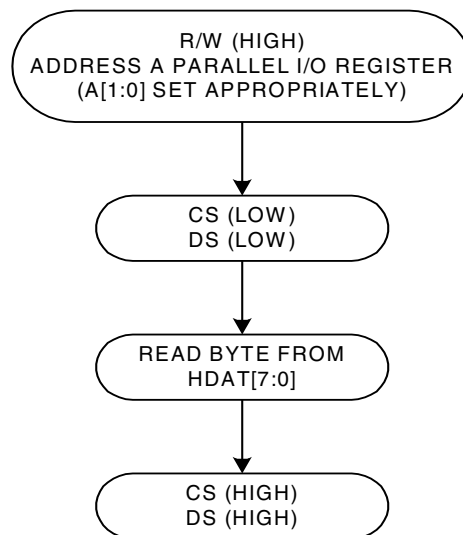 R/W (HIGH)
ADDRESS A PARALLEL I/O REGISTER
(A[1:0] SET APPROPRIATELY)
CS (LOW)
DS (LOW)
READ BYTE FROM
HDAT[7:0]
CS (HIGH)
DS (HIGH)